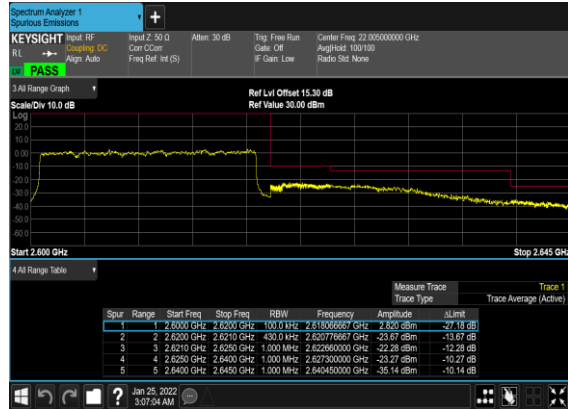 Spectrum Analyzer 1
Spurious Emissions
+
KEYSIGHT Input: RF Input Z: 50 Ω Atten: 30 dB Trig: Free Run Center Freq: 22.005000000 GHz
RL Coupling: DC Corr CCorr Gate: Off Avg|Hold: 100/100
Align: Auto Freq Ref: Int (S) IF Gain: Low Radio Std: None
PASS
3 All Range Graph Ref Lvl Offset 15.30 dB
Scale/Div 10.0 dB Ref Value 30.00 dBm
Log
20.0
10.0
0.00
-10.0
-20.0
-30.0
-40.0
-50.0
-60.0
Start 2.600 GHz Stop 2.645 GHz
4 All Range Table
Measure Trace Trace 1
Trace Type Trace Average (Active)
Spur Range Start Freq Stop Freq RBW Frequency Amplitude ΔLimit
1 1 2.6000 GHz 2.6200 GHz 100.0 kHz 2.618066667 GHz 2.820 dBm -27.18 dB
2 2 2.6200 GHz 2.6210 GHz 430.0 kHz 2.620776667 GHz -23.67 dBm -13.67 dB
3 3 2.6210 GHz 2.6250 GHz 1.000 MHz 2.622660000 GHz -22.28 dBm -12.28 dB
4 4 2.6250 GHz 2.6400 GHz 1.000 MHz 2.627300000 GHz -23.27 dBm -10.27 dB
5 5 2.6400 GHz 2.6450 GHz 1.000 MHz 2.640450000 GHz -35.14 dBm -10.14 dB
? Jan 25, 2022
3:07:04 AM